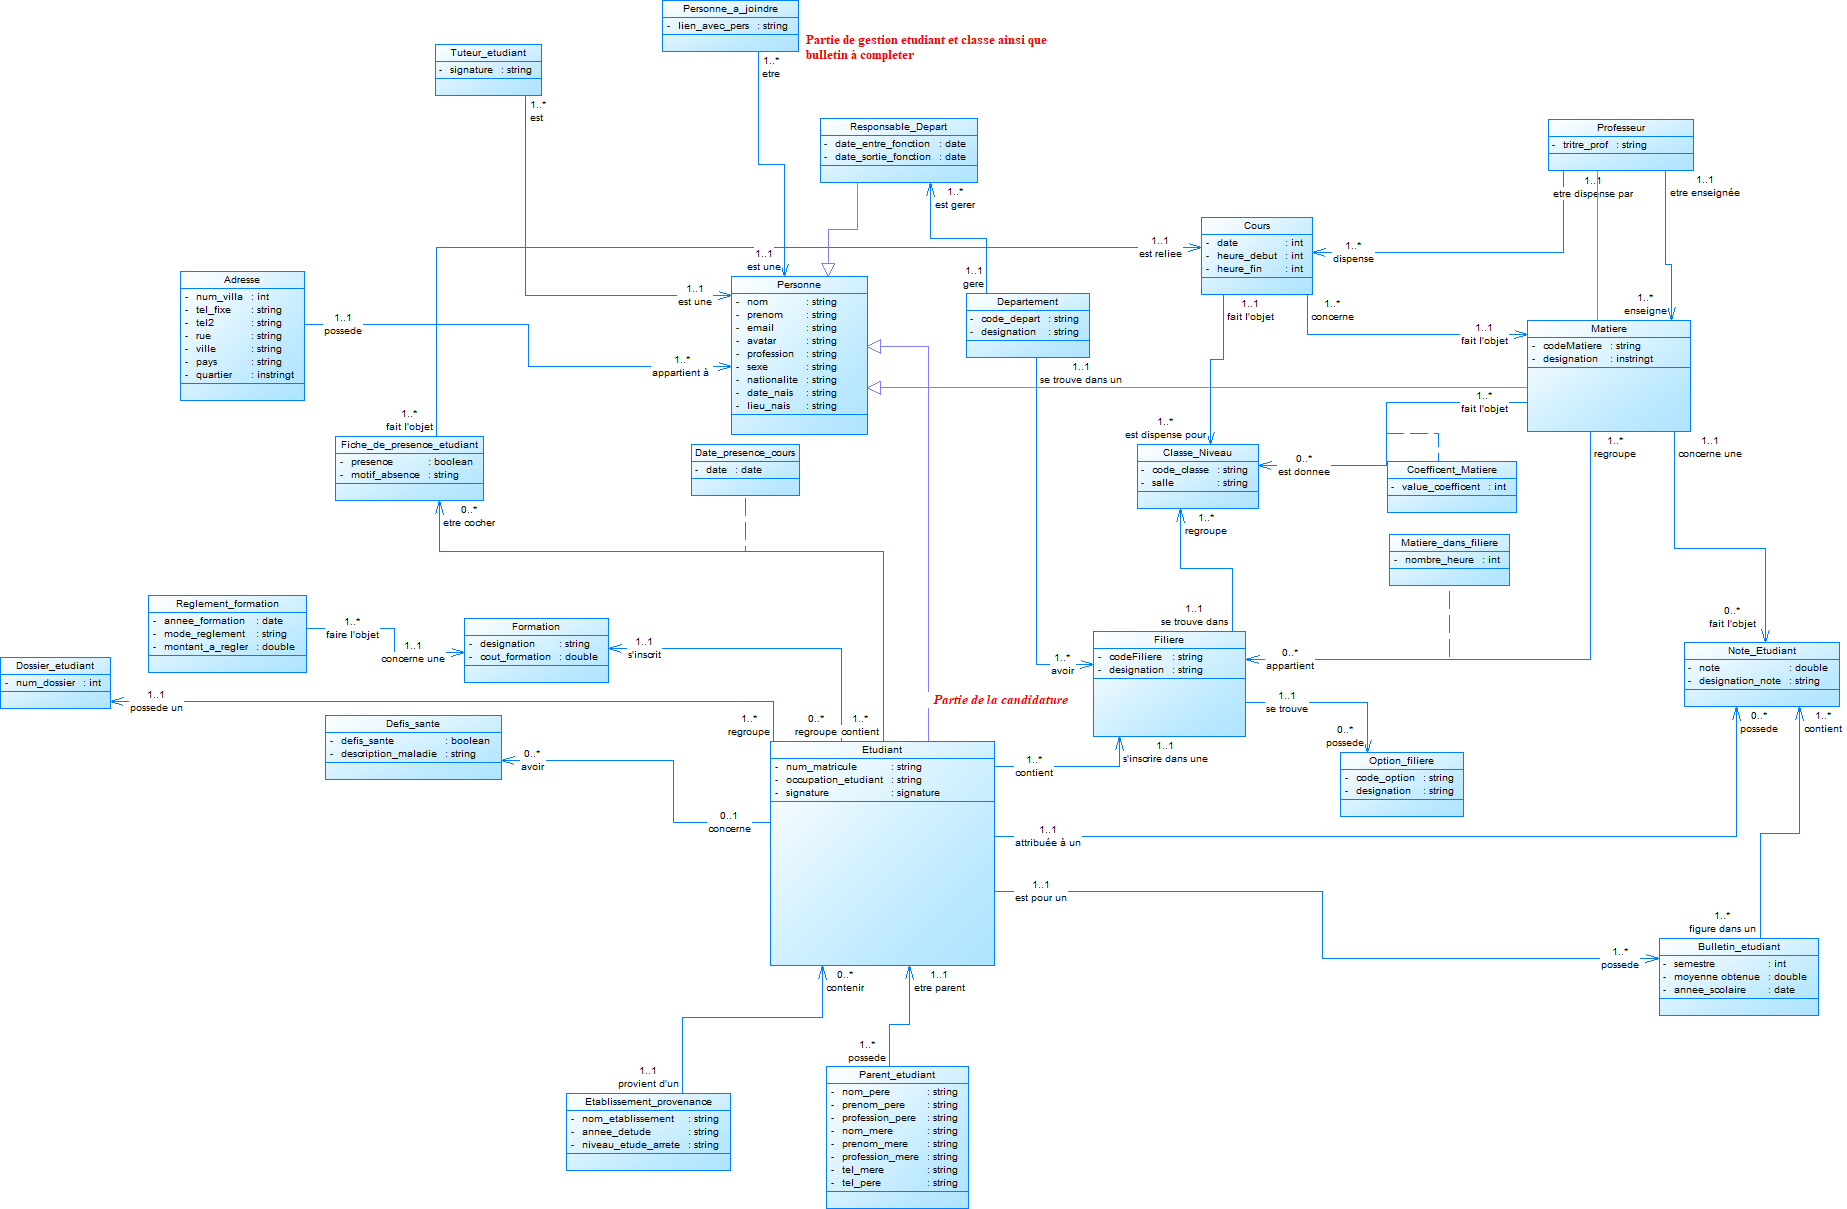 Personne_a_joindre
- lien_avec_pers : string
Partie de gestion etudiant et classe ainsi que
bulletin à completer
1..*
etre
Tuteur_etudiant
- signature : string
1..*
est
Responsable_Depart
- date_entre_fonction : date
- date_sortie_fonction : date
1..*
est gerer
Professeur
- tritre_prof : string
1..1
etre dispense par
1..1
etre enseignée
Cours
- date : int
- heure_debut : int
- heure_fin : int
1..1
est reliee
1..*
dispense
1..1
fait l'objet
1..*
concerne
1..1
est une
1..1
gere
Adresse
- num_villa : int
- tel_fixe : string
- tel2 : string
- rue : string
- ville : string
- pays : string
- quartier : instringt
1..1
possede
1..1
est une
1..*
appartient à
Personne
- nom : string
- prenom : string
- email : string
- avatar : string
- profession : string
- sexe : string
- nationalite : string
- date_nais : string
- lieu_nais : string
Departement
- code_depart : string
- designation : string
1..1
se trouve dans un
1..*
enseigne
1..1
fait l'objet
Matiere
- codeMatiere : string
- designation : instringt
1..*
fait l'objet
1..*
regroupe
1..1
concerne une
1..*
fait l'objet
Fiche_de_presence_etudiant
- presence : boolean
- motif_absence : string
0..*
etre cocher
Date_presence_cours
- date : date
1..*
est dispense pour
Classe_Niveau
- code_classe : string
- salle : string
0..*
est donnee
1..*
regroupe
Coefficent_Matiere
- value_coefficent : int
Matiere_dans_filiere
- nombre_heure : int
Reglement_formation
- annee_formation : date
- mode_reglement : string
- montant_a_regler : double
1..*
faire l'objet
1..1
concerne une
Formation
- designation : string
- cout_formation : double
1..1
s'inscrit
1..1
se trouve dans
Filiere
- codeFiliere : string
- designation : string
1..*
avoir
0..*
appartient
0..*
fait l'objet
Note_Etudiant
- note : double
- designation_note : string
Dossier_etudiant
- num_dossier : int
1..1
possede un
Partie de la candidature
1..1
se trouve
0..*
possede
0..*
possede
1..*
contient
Defis_sante
- defis_sante : boolean
- description_maladie : string
0..*
avoir
1..*
regroupe
0..*
regroupe
1..*
contient
Etudiant
- num_matricule : string
- occupation_etudiant : string
- signature : signature
1..*
contient
1..1
s'inscrire dans une
Option_filiere
- code_option : string
- designation : string
0..1
concerne
1..1
attribuée à un
1..1
est pour un
1..*
figure dans un
1..*
possede
Bulletin_etudiant
- semestre : int
- moyenne obtenue : double
- annee_scolaire : date
0..*
contenir
1..1
etre parent
1..*
possede
1..1
provient d'un
Etablissement_provenance
- nom_etablissement : string
- annee_detude : string
- niveau_etude_arrete : string
Parent_etudiant
- nom_pere : string
- prenom_pere : string
- profession_pere : string
- nom_mere : string
- prenom_mere : string
- profession_mere : string
- tel_mere : string
- tel_pere : string